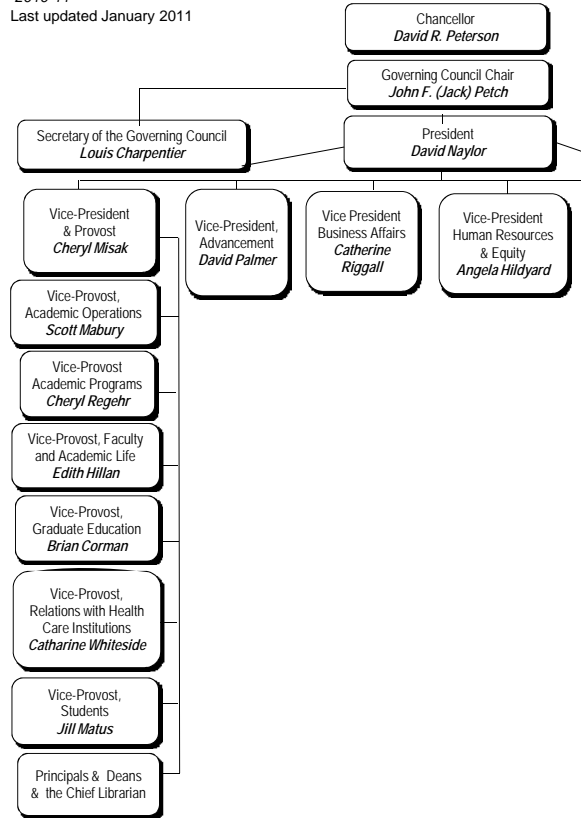 Last updated January 2011
Chancellor
David R. Peterson
Governing Council Chair
John F. (Jack) Petch
Secretary of the Governing Council
Louis Charpentier
President
David Naylor
Vice-President
& Provost
Cheryl Misak
Vice-President,
Advancement
David Palmer
Vice President
Business Affairs
Catherine
Riggall
Vice-President
Human Resources
& Equity
Angela Hildyard
Vice-Provost,
Academic Operations
Scott Mabury
Vice-Provost
Academic Programs
Cheryl Regehr
Vice-Provost, Faculty
and Academic Life
Edith Hillan
Vice-Provost,
Graduate Education
Brian Corman
Vice-Provost,
Relations with Health
Care Institutions
Catharine Whiteside
Vice-Provost,
Students
Jill Matus
Principals & Deans
& the Chief Librarian